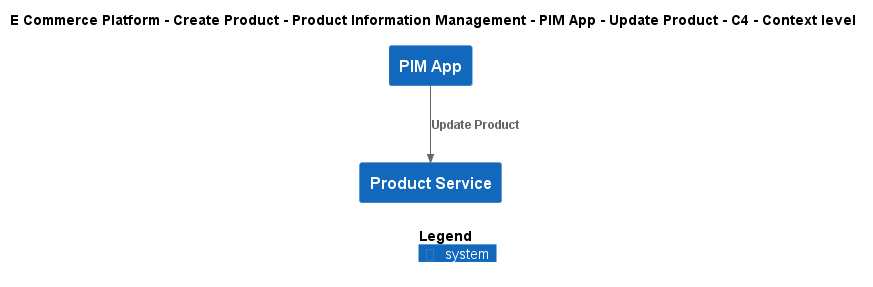 E Commerce Platform - Create Product - Product Information Management - PIM App - Update Product - C4 - Context level
PIM App
Update Product
Product Service
Legend
system